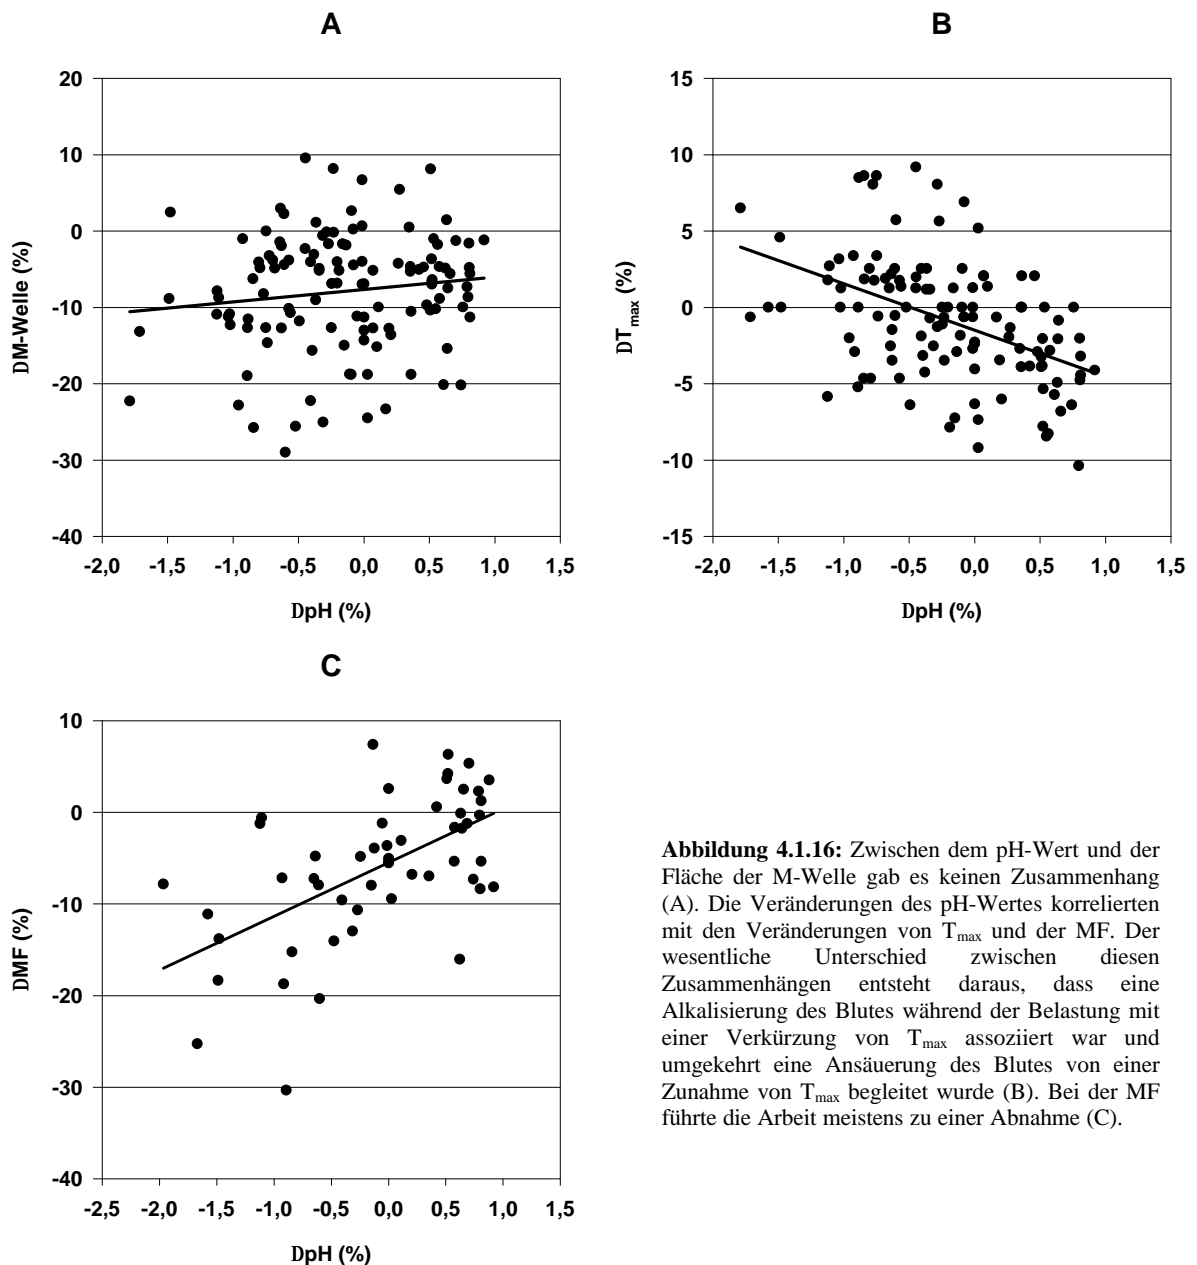 A
20
10
0
-10
-20
-30
-40
DM-Welle (%)
-2,0 -1,5 -1,0 -0,5 0,0 0,5 1,0 1,5
DpH (%)
B
15
10
5
0
-5
-10
-15
DTmax (%)
-2,0 -1,5 -1,0 -0,5 0,0 0,5 1,0 1,5
DpH (%)
C
10
0
-10
-20
-30
-40
DMF (%)
-2,5 -2,0 -1,5 -1,0 -0,5 0,0 0,5 1,0 1,5
DpH (%)
Abbildung 4.1.16: Zwischen dem pH-Wert und der
Fläche der M-Welle gab es keinen Zusammenhang
(A). Die Veränderungen des pH-Wertes korrelierten
mit den Veränderungen von Tmax und der MF. Der
wesentliche Unterschied zwischen diesen
Zusammenhängen entsteht daraus, dass eine
Alkalisierung des Blutes während der Belastung mit
einer Verkürzung von Tmax assoziiert war und
umgekehrt eine Ansäuerung des Blutes von einer
Zunahme von Tmax begleitet wurde (B). Bei der MF
führte die Arbeit meistens zu einer Abnahme (C).